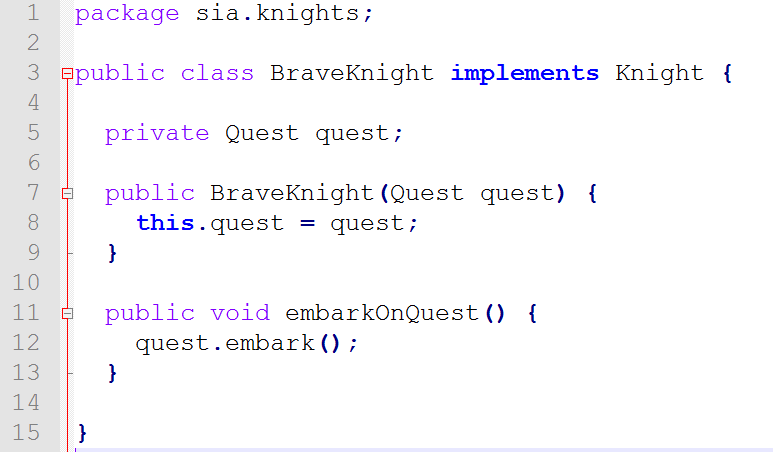 1 package sia.knights;
2
3 public class BraveKnight implements Knight {
4
5   private Quest quest;
6
7   public BraveKnight(Quest quest) {
8     this.quest = quest;
9   }
10
11   public void embarkOnQuest() {
12     quest.embark();
13   }
14
15 }